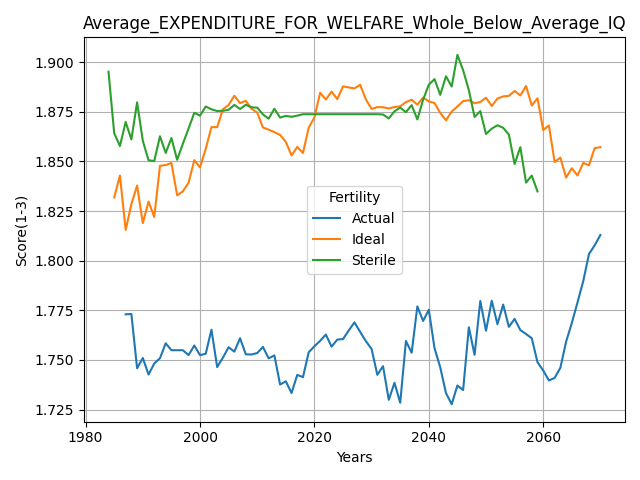 Average_EXPENDITURE_FOR_WELFARE_Whole_Below_Average_IQ
1.900
1.875
1.850
1.825
1.800
1.775
1.750
1.725
Score(1-3)
Fertility
Actual
Ideal
Sterile
1980 2000 2020 2040 2060
Years